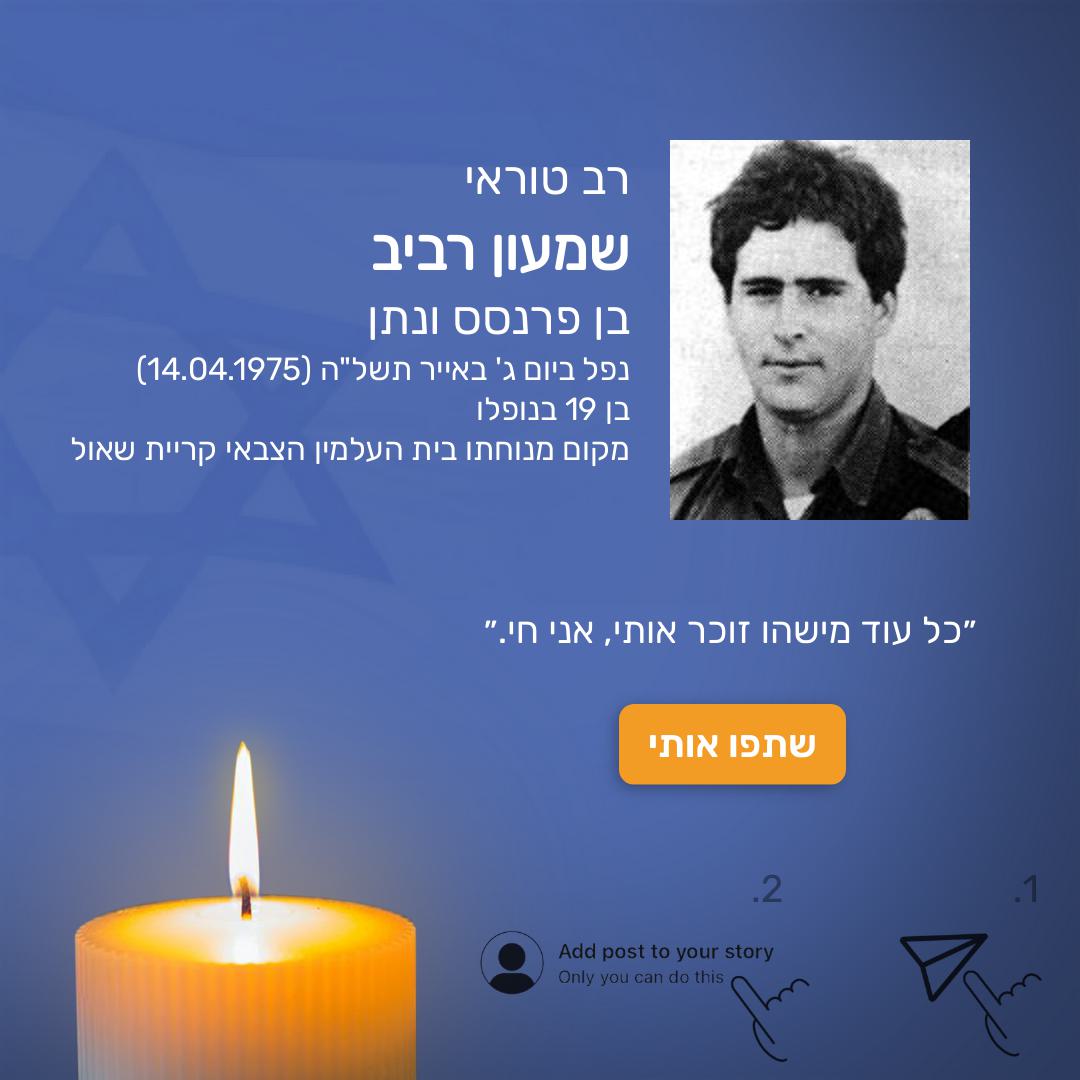 רב טוראי
שמעון רביב
בן פרנסס ונתן
נפל ביום ג' באייר תשל"ה (14.04.1975)
בן 19 בנופלו
מקום מנוחתו בית העלמין הצבאי קריית שאול
״כל עוד מישהו זוכר אותי, אני חי.״
שתפו אותי
1.
2.
Add post to your story
Only you can do this